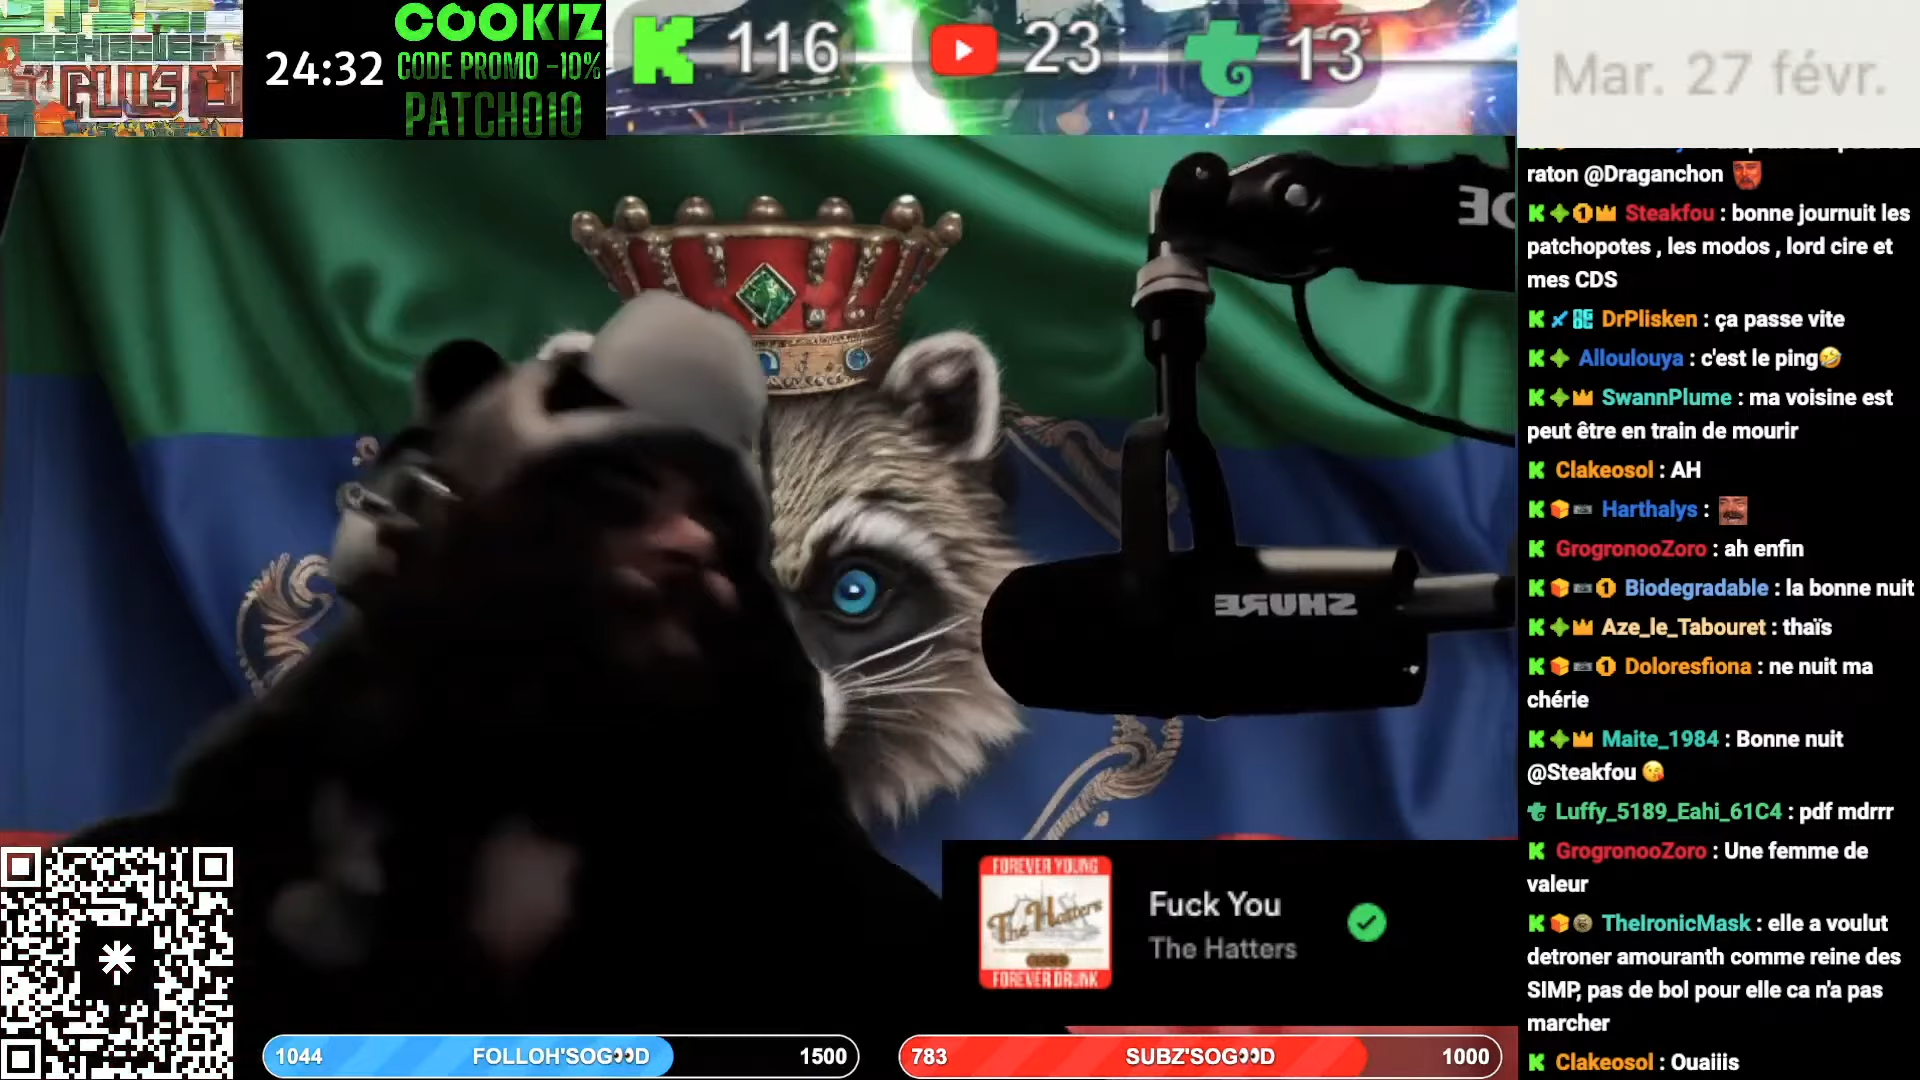 COOKIZ
24:32
CODE PROMO -10%
PATCHO10
116
23
13
Mar. 27 févr.
raton @Draganchon
Steakfou : bonne journuit les
patchopotes , les modos , lord cire et
mes CDS
DrPlisken : ça passe vite
Alloulouya : c'est le ping🤣
SwannPlume : ma voisine est
peut être en train de mourir
Clakeosol : AH
Harthalys :
GrogronooZoro : ah enfin
Biodegradable : la bonne nuit
Aze_le_Tabouret : thaïs
Doloresfiona : ne nuit ma
chérie
Maite_1984 : Bonne nuit
@Steakfou 😘
Luffy_5189_Eahi_61C4 : pdf mdrrr
GrogronooZoro : Une femme de
valeur
TheIronicMask : elle a voulut
detroner amouranth comme reine des
SIMP, pas de bol pour elle ca n'a pas
marcher
Clakeosol : Ouaiiis
SHURE
FOREVER YOUNG
The Hatters
FOREVER DRUNK
Fuck You
The Hatters
1044 FOLLOH'SOG👀D 1500
783 SUBZ'SOG👀D 1000